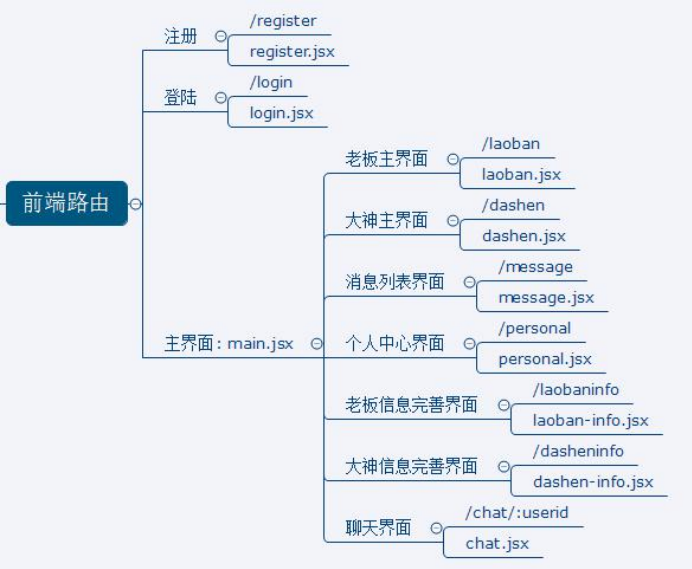 前端路由
注册
/register
register.jsx
登陆
/login
login.jsx
主界面：main.jsx
老板主界面
/laoban
laoban.jsx
大神主界面
/dashen
dashen.jsx
消息列表界面
/message
message.jsx
个人中心界面
/personal
personal.jsx
老板信息完善界面
/laobaninfo
laoban-info.jsx
大神信息完善界面
/dasheninfo
dashen-info.jsx
聊天界面
/chat/:userid
chat.jsx